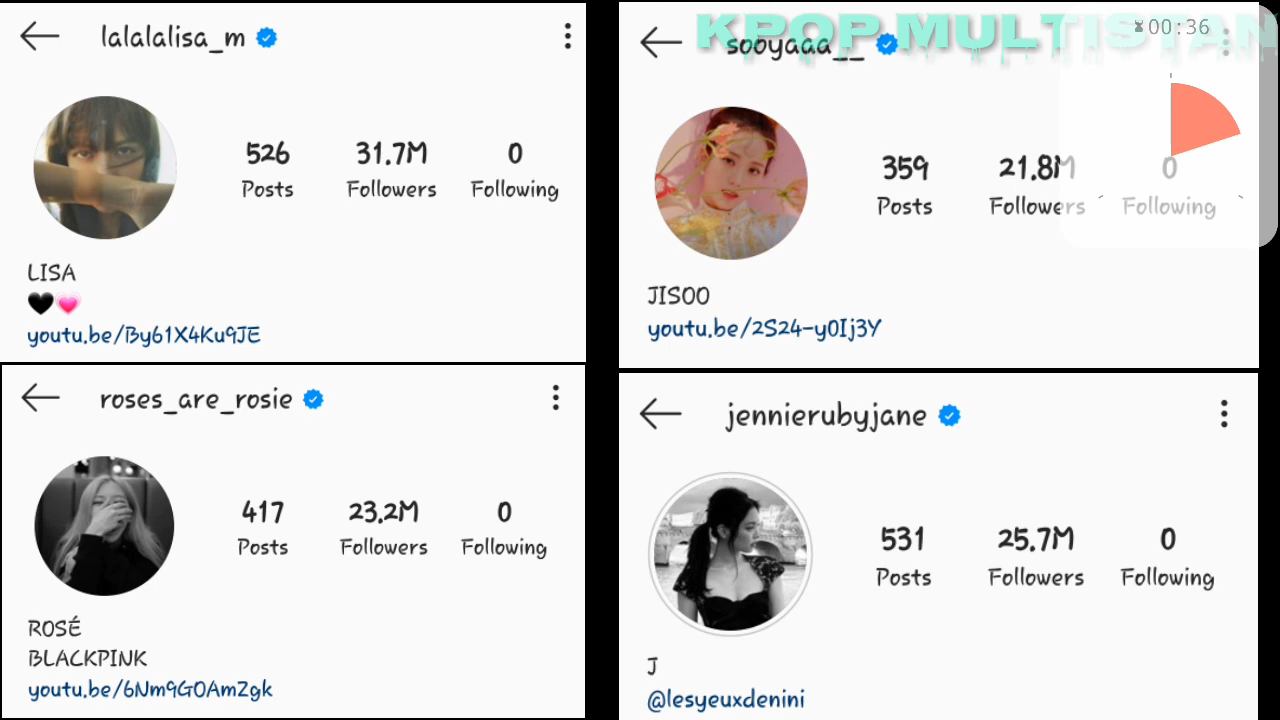 lalalalisa_m
526 31.7M 0
Posts Followers Following
LISA
🖤💗
youtu.be/By61X4Ku9JE
KPOP MULTISTAN
00:36
sooyaaa__
359 21.8M 0
Posts Followers Following
JISOO
youtu.be/2S24-y0Ij3Y
roses_are_rosie
417 23.2M 0
Posts Followers Following
ROSÉ
BLACKPINK
youtu.be/6Nm9GOAmZgk
jennierubyjane
531 25.7M 0
Posts Followers Following
J
@lesyeuxdenini